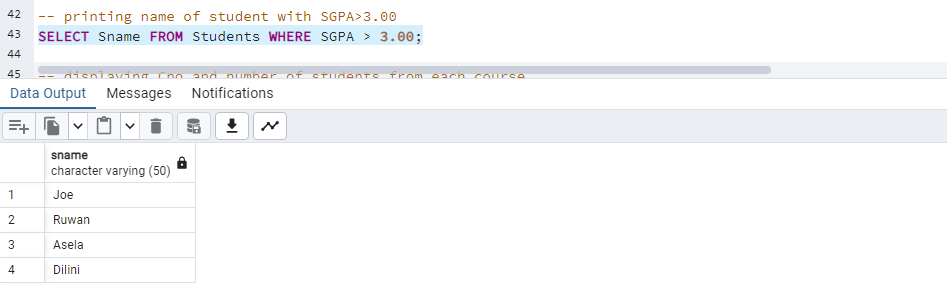 42 -- printing name of student with SGPA>3.00
43 SELECT Sname FROM Students WHERE SGPA > 3.00;
44
45 -- displaying Cno and number of students from each course
Data Output Messages Notifications
sname
character varying (50)
1 Joe
2 Ruwan
3 Asela
4 Dilini